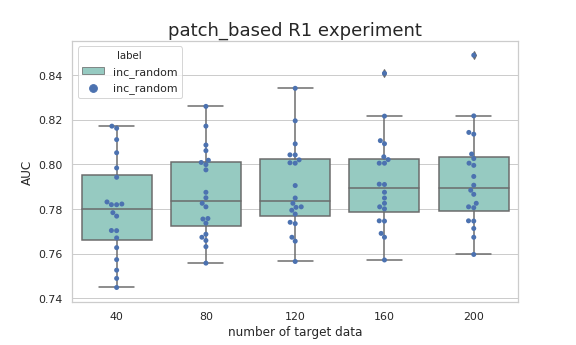 patch_based R1 experiment
label
inc_random
inc_random
AUC
0.84
0.82
0.80
0.78
0.76
0.74
40 80 120 160 200
number of target data